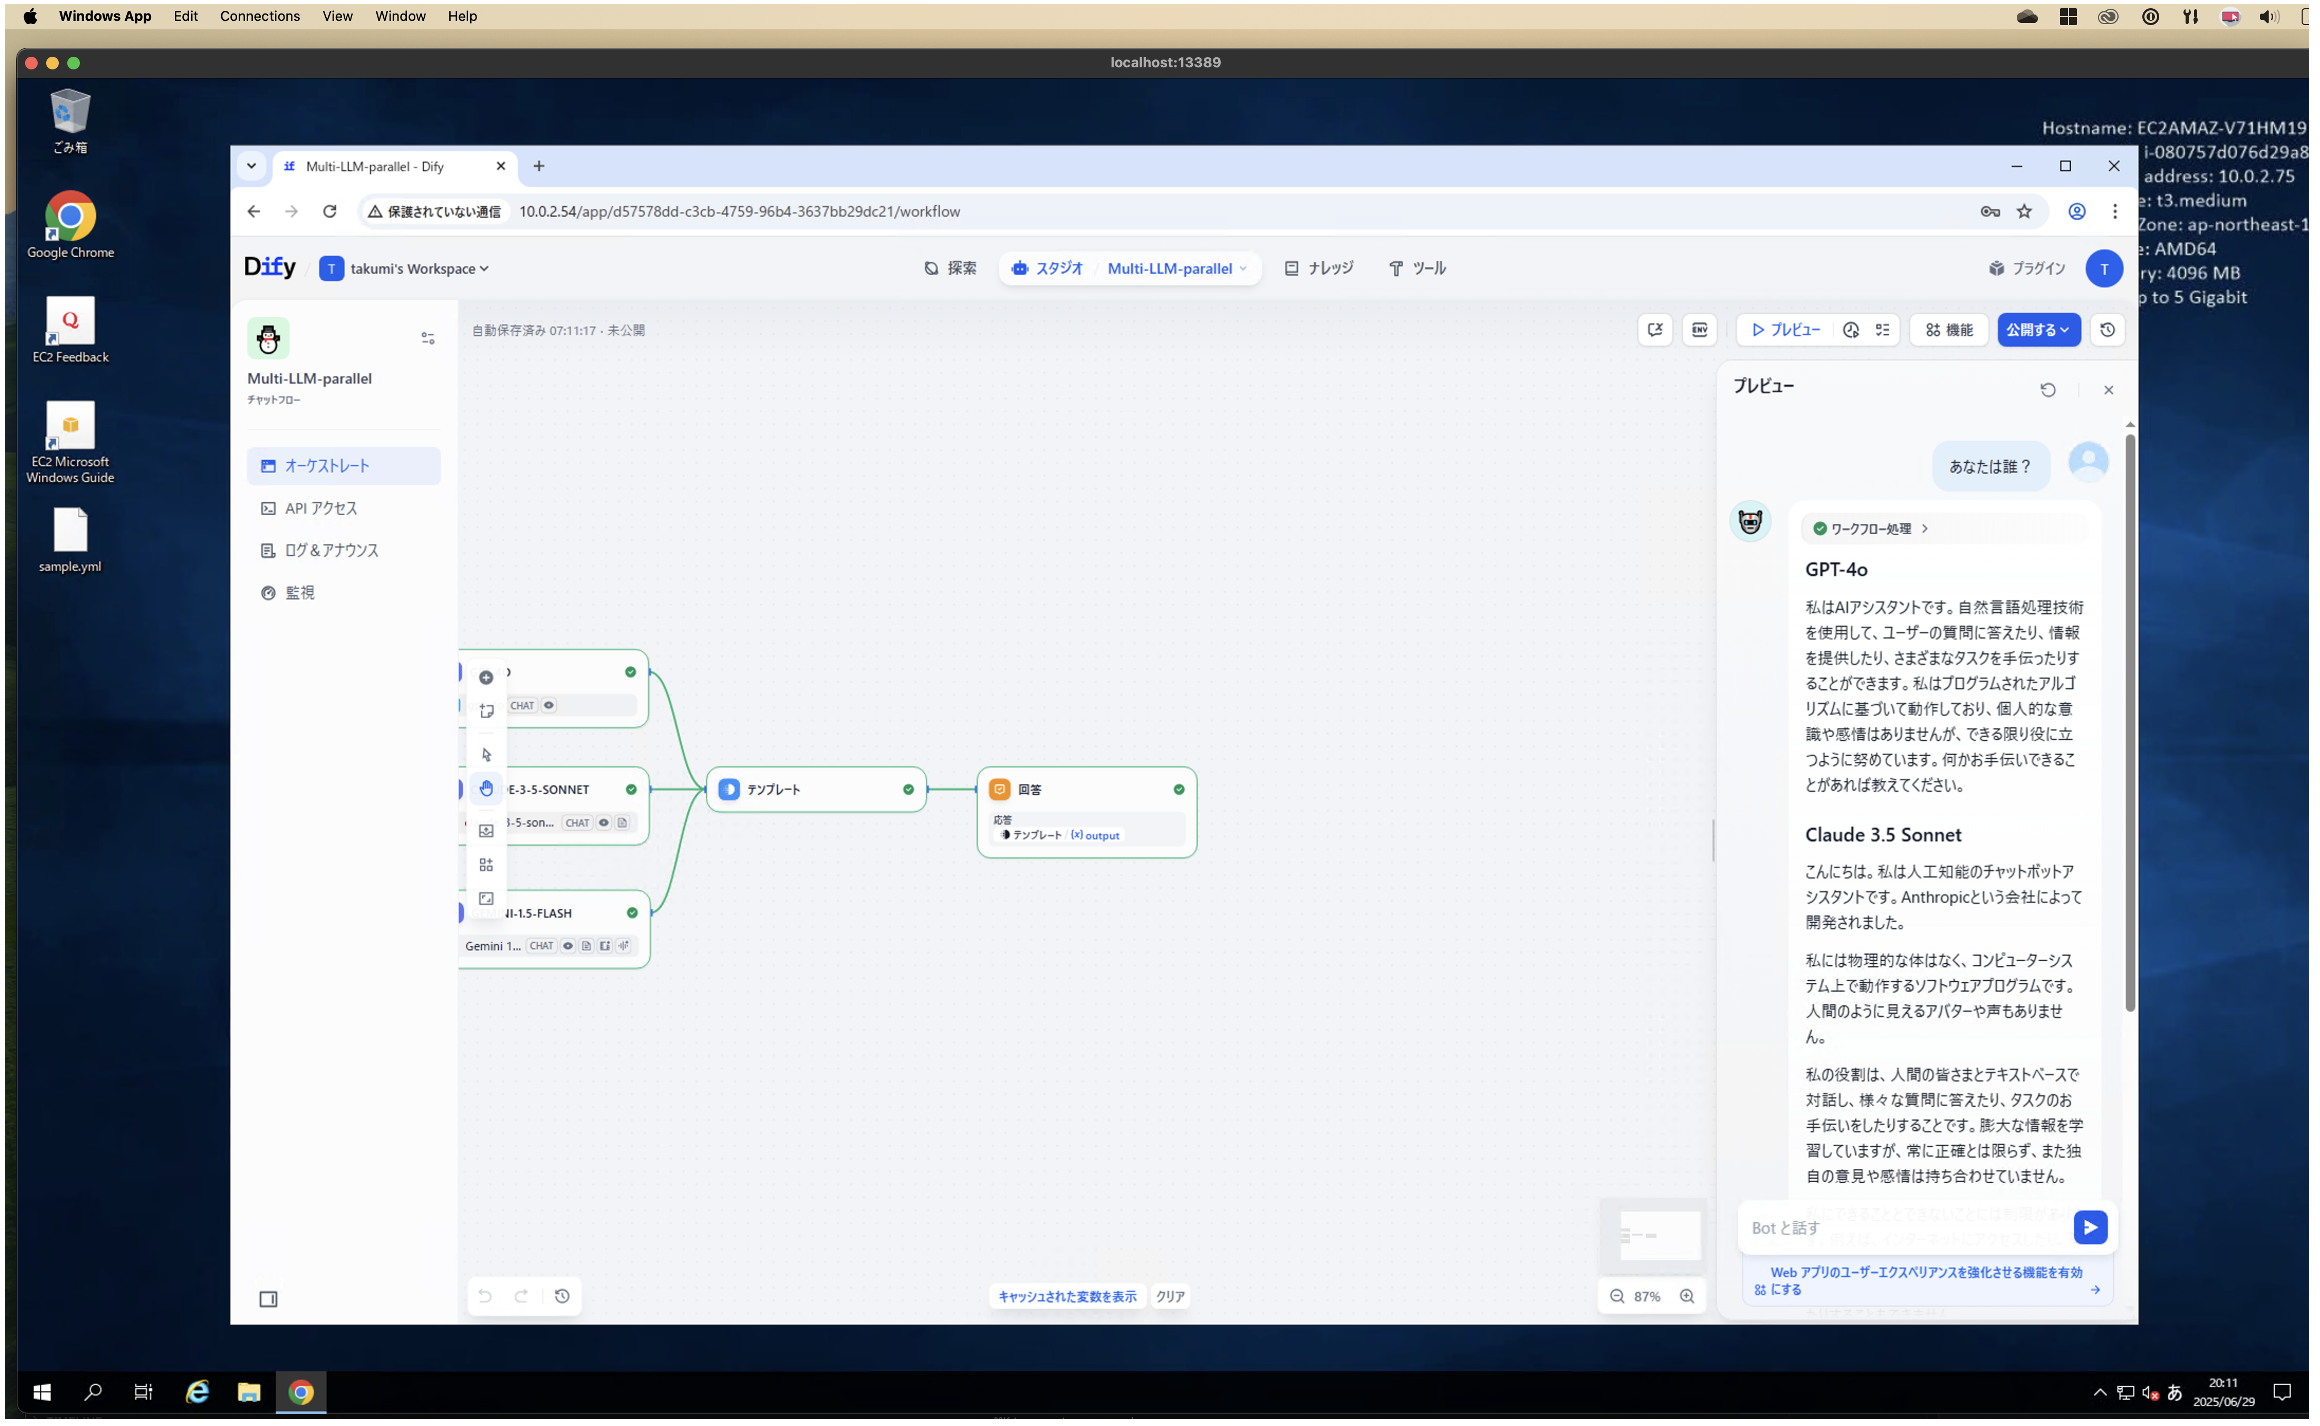 Windows App Edit Connections View Window Help
localhost:13389
ごみ箱
Google Chrome
EC2 Feedback
EC2 Microsoft
Windows Guide
sample.yml
Hostname: EC2AMAZ-V71HM19
i-080757d076d29a8
address: 10.0.2.75
e: t3.medium
Zone: ap-northeast-1
e: AMD64
ry: 4096 MB
p to 5 Gigabit
Multi-LLM-parallel - Dify
保護されていない通信 10.0.2.54/app/d57578dd-c3cb-4759-96b4-3637bb29dc21/workflow
Dify / T takumi's Workspace
探索 スタジオ / Multi-LLM-parallel ナレッジ ツール
プラグイン T
Multi-LLM-parallel
チャットフロー
オーケストレート
API アクセス
ログ＆アナウンス
監視
自動保存済み 07:11:17 · 未公開
ENV プレビュー 機能 公開する
CHAT
E-3-5-SONNET
3-5-son... CHAT
NI-1.5-FLASH
Gemini 1... CHAT
テンプレート
回答
応答
テンプレート / (x) output
キャッシュされた変数を表示 クリア
87%
プレビュー
あなたは誰？
ワークフロー処理
GPT-4o
私はAIアシスタントです。自然言語処理技術
を使用して、ユーザーの質問に答えたり、情報
を提供したり、さまざまなタスクを手伝ったりす
ることができます。私はプログラムされたアルゴ
リズムに基づいて動作しており、個人的な意
識や感情はありませんが、できる限り役に立
つように努めています。何かお手伝いできるこ
とがあれば教えてください。
Claude 3.5 Sonnet
こんにちは。私は人工知能のチャットボットア
シスタントです。Anthropicという会社によって
開発されました。
私には物理的な体はなく、コンピューターシス
テム上で動作するソフトウェアプログラムです。
人間のように見えるアバターや声もありませ
ん。
私の役割は、人間の皆さまとテキストベースで
対話し、様々な質問に答えたり、タスクのお
手伝いをしたりすることです。膨大な情報を学
習していますが、常に正確とは限らず、また独
自の意見や感情は持ち合わせていません。
Bot と話す
Web アプリのユーザーエクスペリアンスを強化させる機能を有効
にする
あ
20:11
2025/06/29